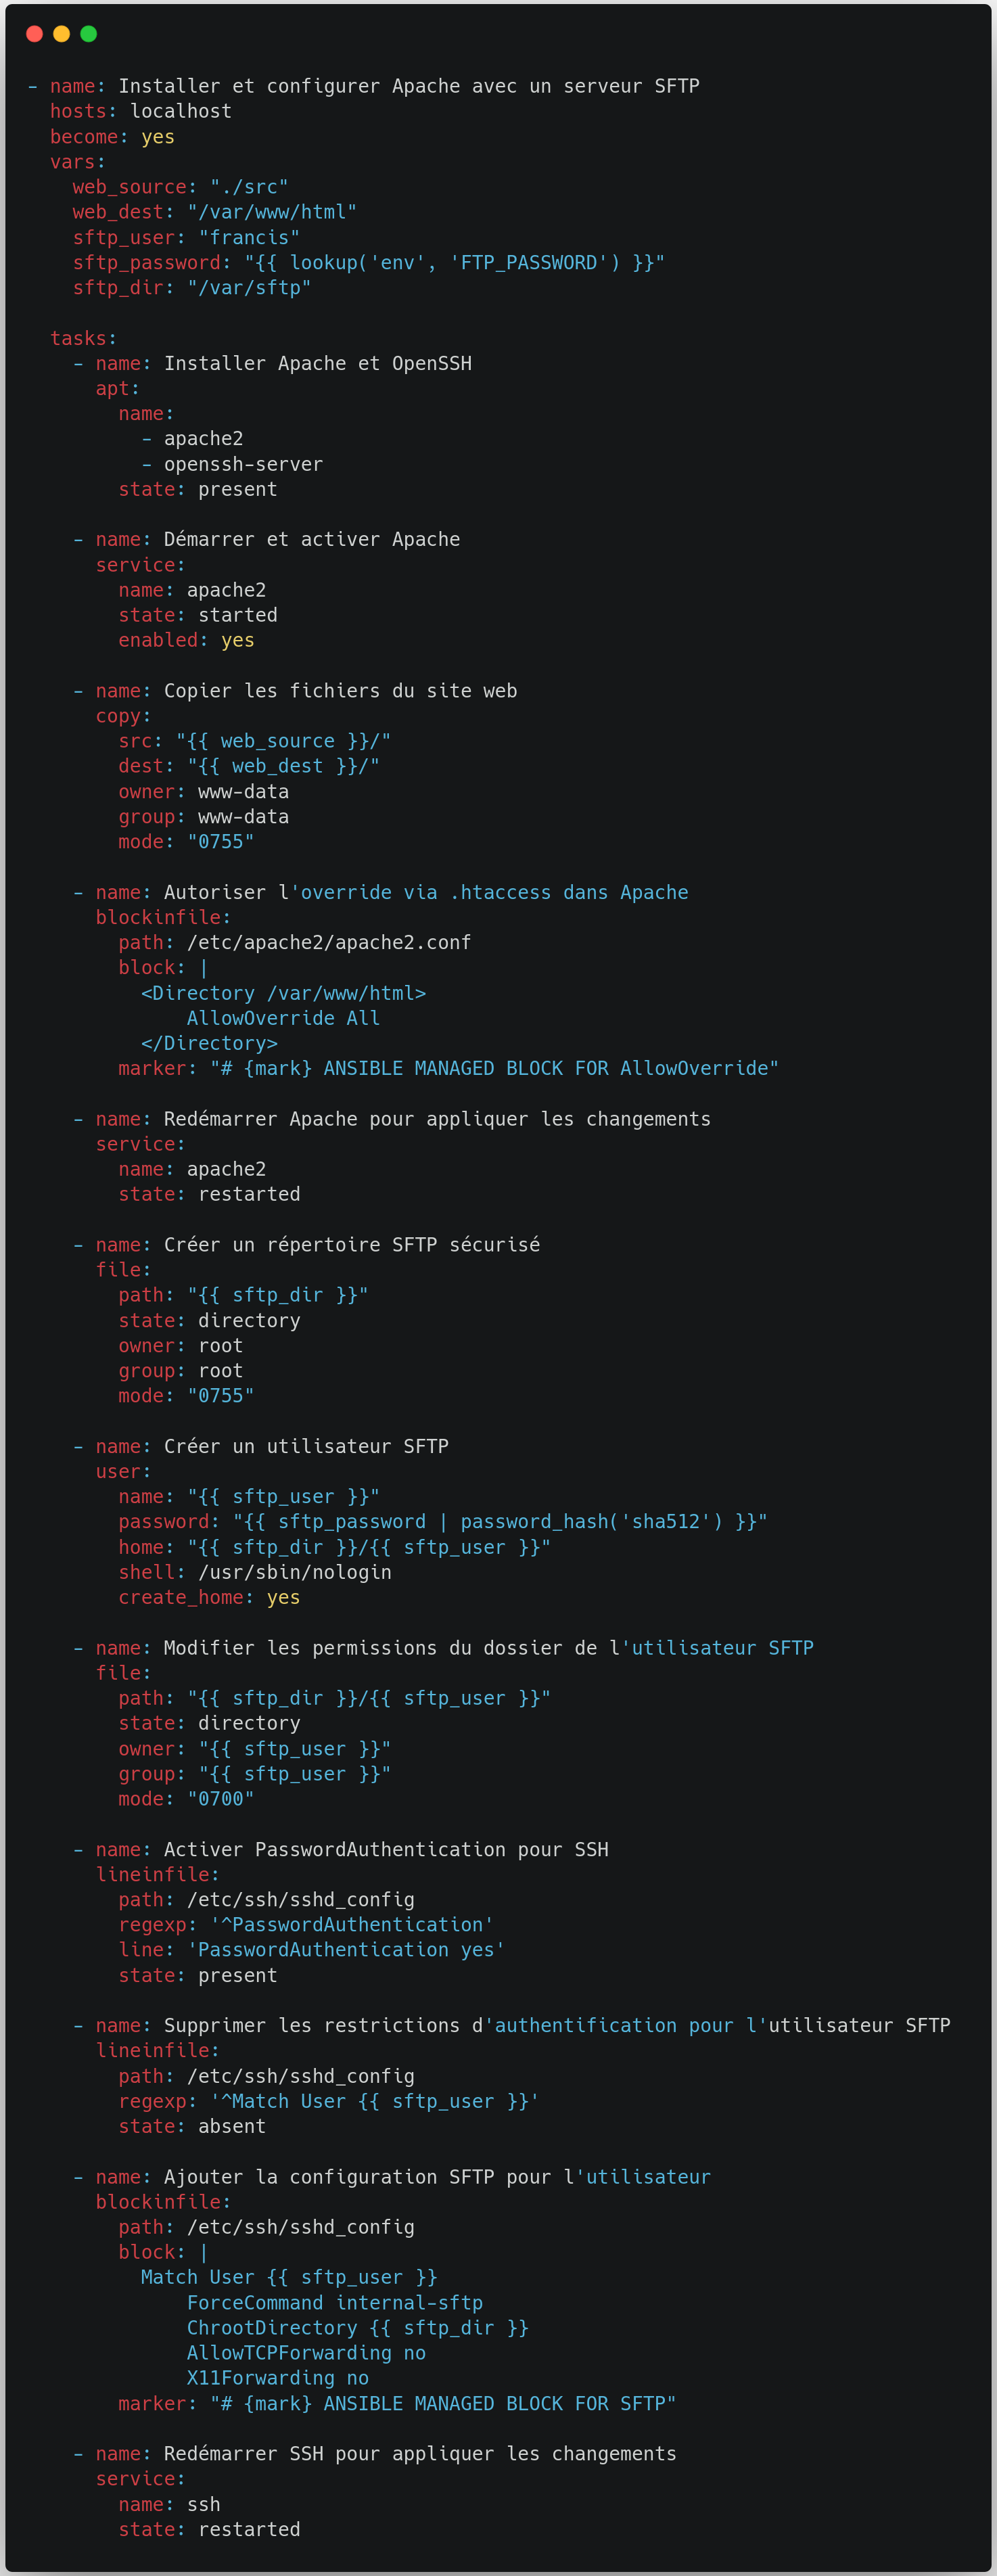 - name: Installer et configurer Apache avec un serveur SFTP
  hosts: localhost
  become: yes
  vars:
    web_source: "./src"
    web_dest: "/var/www/html"
    sftp_user: "francis"
    sftp_password: "{{ lookup('env', 'FTP_PASSWORD') }}"
    sftp_dir: "/var/sftp"

  tasks:
    - name: Installer Apache et OpenSSH
      apt:
        name:
          - apache2
          - openssh-server
        state: present

    - name: Démarrer et activer Apache
      service:
        name: apache2
        state: started
        enabled: yes

    - name: Copier les fichiers du site web
      copy:
        src: "{{ web_source }}/"
        dest: "{{ web_dest }}/"
        owner: www-data
        group: www-data
        mode: "0755"

    - name: Autoriser l'override via .htaccess dans Apache
      blockinfile:
        path: /etc/apache2/apache2.conf
        block: |
          <Directory /var/www/html>
              AllowOverride All
          </Directory>
        marker: "# {mark} ANSIBLE MANAGED BLOCK FOR AllowOverride"

    - name: Redémarrer Apache pour appliquer les changements
      service:
        name: apache2
        state: restarted

    - name: Créer un répertoire SFTP sécurisé
      file:
        path: "{{ sftp_dir }}"
        state: directory
        owner: root
        group: root
        mode: "0755"

    - name: Créer un utilisateur SFTP
      user:
        name: "{{ sftp_user }}"
        password: "{{ sftp_password | password_hash('sha512') }}"
        home: "{{ sftp_dir }}/{{ sftp_user }}"
        shell: /usr/sbin/nologin
        create_home: yes

    - name: Modifier les permissions du dossier de l'utilisateur SFTP
      file:
        path: "{{ sftp_dir }}/{{ sftp_user }}"
        state: directory
        owner: "{{ sftp_user }}"
        group: "{{ sftp_user }}"
        mode: "0700"

    - name: Activer PasswordAuthentication pour SSH
      lineinfile:
        path: /etc/ssh/sshd_config
        regexp: '^PasswordAuthentication'
        line: 'PasswordAuthentication yes'
        state: present

    - name: Supprimer les restrictions d'authentification pour l'utilisateur SFTP
      lineinfile:
        path: /etc/ssh/sshd_config
        regexp: '^Match User {{ sftp_user }}'
        state: absent

    - name: Ajouter la configuration SFTP pour l'utilisateur
      blockinfile:
        path: /etc/ssh/sshd_config
        block: |
          Match User {{ sftp_user }}
              ForceCommand internal-sftp
              ChrootDirectory {{ sftp_dir }}
              AllowTCPForwarding no
              X11Forwarding no
        marker: "# {mark} ANSIBLE MANAGED BLOCK FOR SFTP"

    - name: Redémarrer SSH pour appliquer les changements
      service:
        name: ssh
        state: restarted